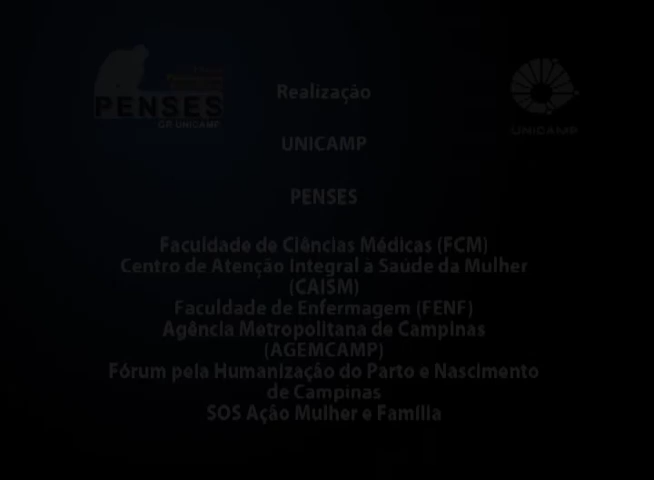 PENSES
GR UNICAMP
UNICAMP
Realização
UNICAMP
PENSES
Faculdade de Ciências Médicas (FCM)
Centro de Atenção Integral à Saúde da Mulher
(CAISM)
Faculdade de Enfermagem (FENF)
Agência Metropolitana de Campinas
(AGEMCAMP)
Fórum pela Humanização do Parto e Nascimento
de Campinas
SOS Ação Mulher e Família